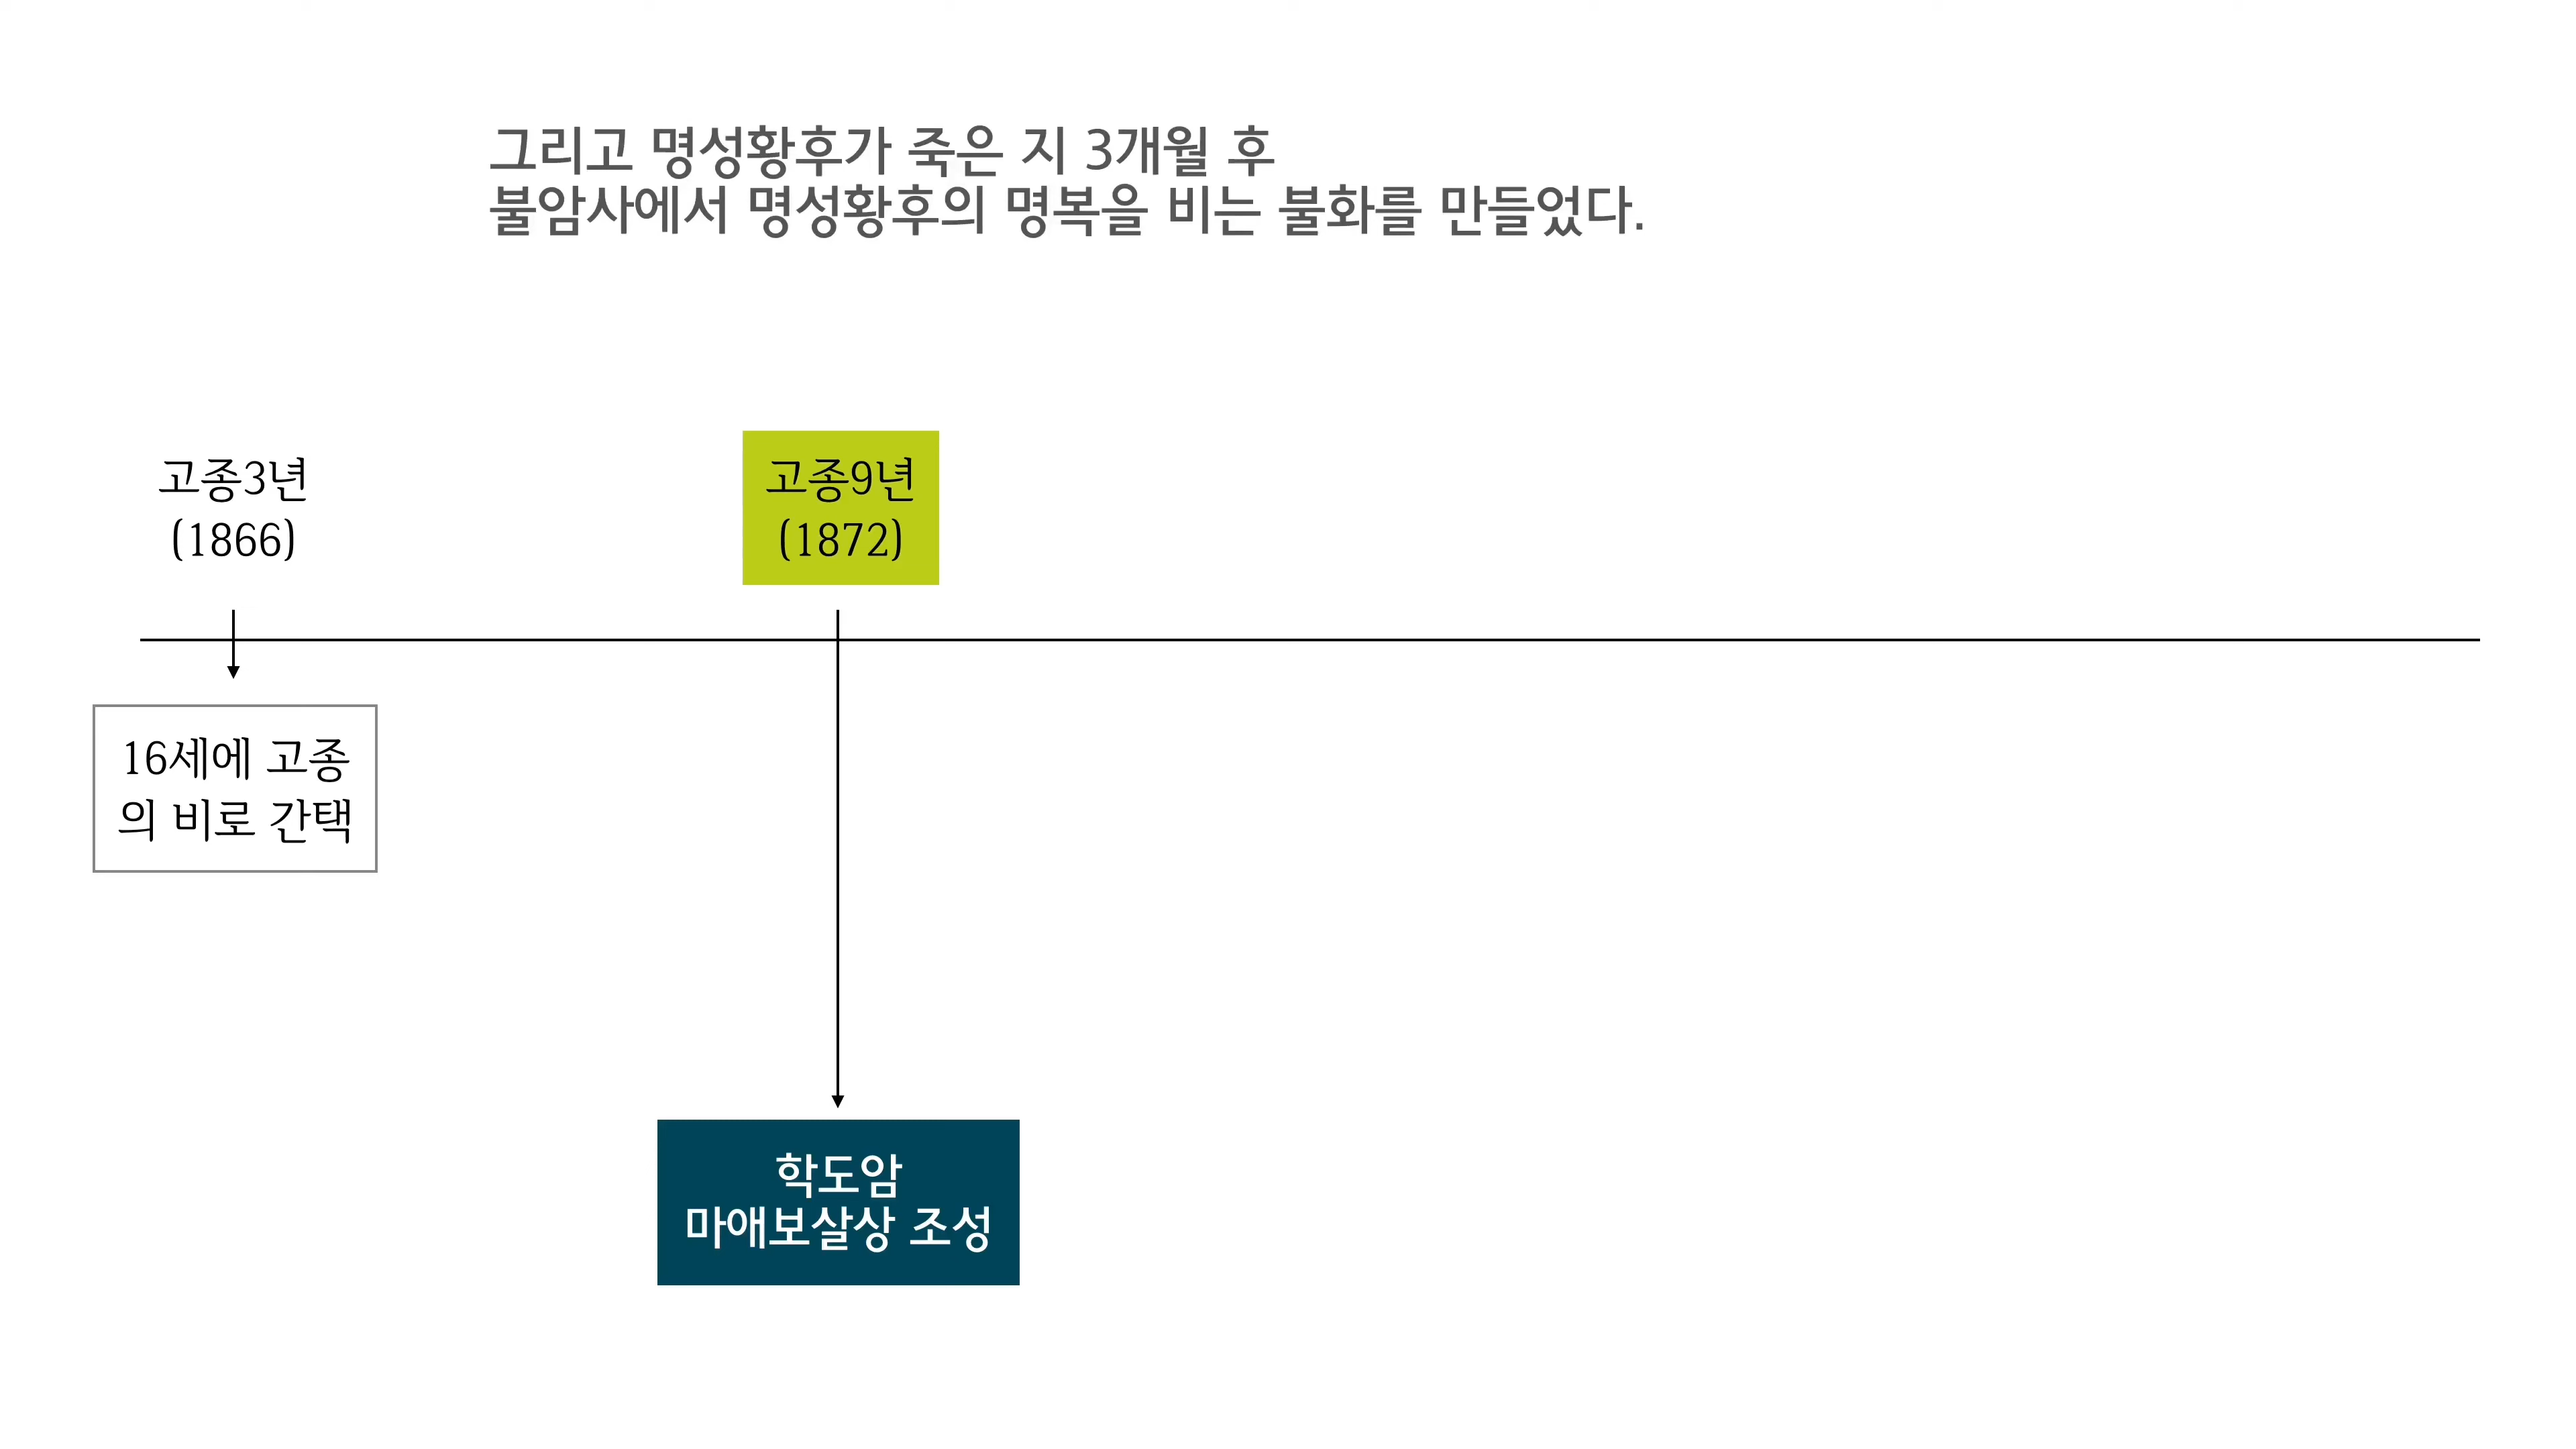 그리고 명성황후가 죽은 지 3개월 후
불암사에서 명성황후의 명복을 비는 불화를 만들었다.
고종3년
(1866)
고종9년
(1872)
16세에 고종
의 비로 간택
학도암
마애보살상 조성